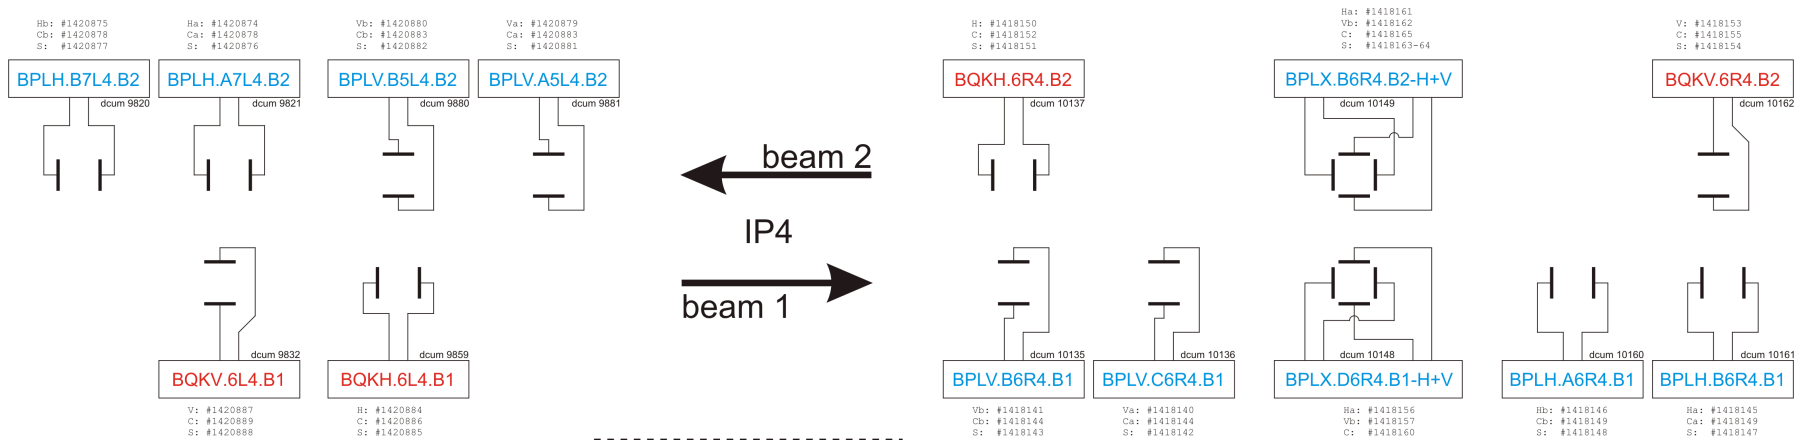 Hb: #1420875
Cb: #1420878
S: #1420877
Ha: #1420874
Ca: #1420878
S: #1420876
Vb: #1420880
Cb: #1420883
S: #1420882
Va: #1420879
Ca: #1420883
S: #1420881
H: #1418150
C: #1418152
S: #1418151
Ha: #1418161
Vb: #1418162
C: #1418165
S: #1418163-64
V: #1418153
C: #1418155
S: #1418154
BPLH.B7L4.B2
BPLH.A7L4.B2
BPLV.B5L4.B2
BPLV.A5L4.B2
BQKH.6R4.B2
BPLX.B6R4.B2-H+V
BQKV.6R4.B2
dcum 9820
dcum 9821
dcum 9880
dcum 9881
dcum 10137
dcum 10149
dcum 10162
beam 2
IP4
beam 1
dcum 9832
dcum 9859
dcum 10135
dcum 10136
dcum 10148
dcum 10160
dcum 10161
BQKV.6L4.B1
BQKH.6L4.B1
BPLV.B6R4.B1
BPLV.C6R4.B1
BPLX.D6R4.B1-H+V
BPLH.A6R4.B1
BPLH.B6R4.B1
V: #1420887
C: #1420889
S: #1420888
H: #1420884
C: #1420886
S: #1420885
Vb: #1418141
Cb: #1418144
S: #1418143
Va: #1418140
Ca: #1418144
S: #1418142
Ha: #1418156
Vb: #1418157
C: #1418160
Hb: #1418146
Cb: #1418149
S: #1418148
Ha: #1418145
Ca: #1418149
S: #1418147